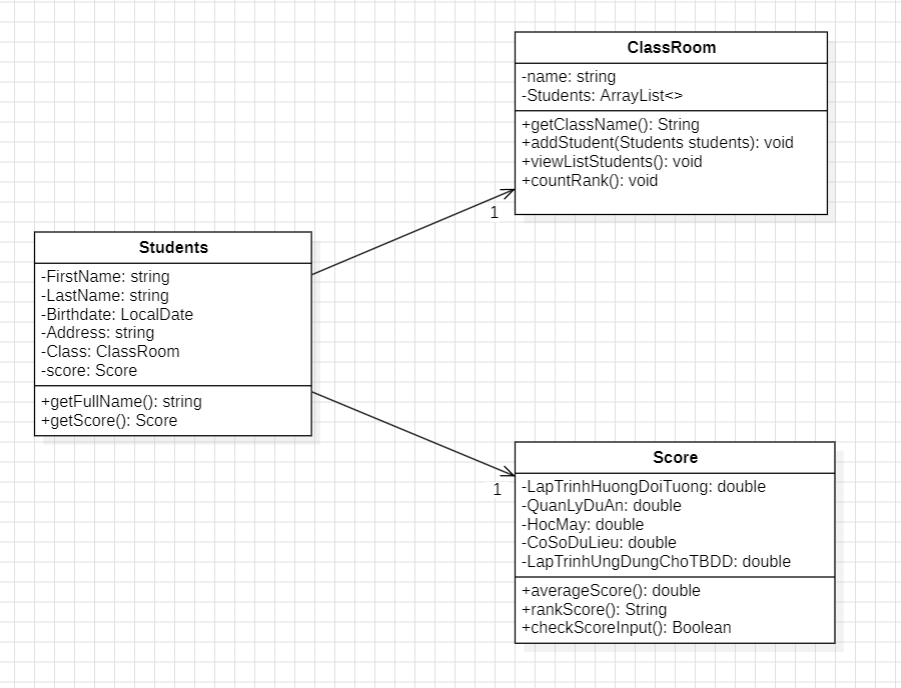 ClassRoom
-name: string
-Students: ArrayList<>
+getClassName(): String
+addStudent(Students students): void
+viewListStudents(): void
+countRank(): void
1
Students
-FirstName: string
-LastName: string
-Birthdate: LocalDate
-Address: string
-Class: ClassRoom
-score: Score
+getFullName(): string
+getScore(): Score
1
Score
-LapTrinhHuongDoiTuong: double
-QuanLyDuAn: double
-HocMay: double
-CoSoDuLieu: double
-LapTrinhUngDungChoTBDD: double
+averageScore(): double
+rankScore(): String
+checkScoreInput(): Boolean